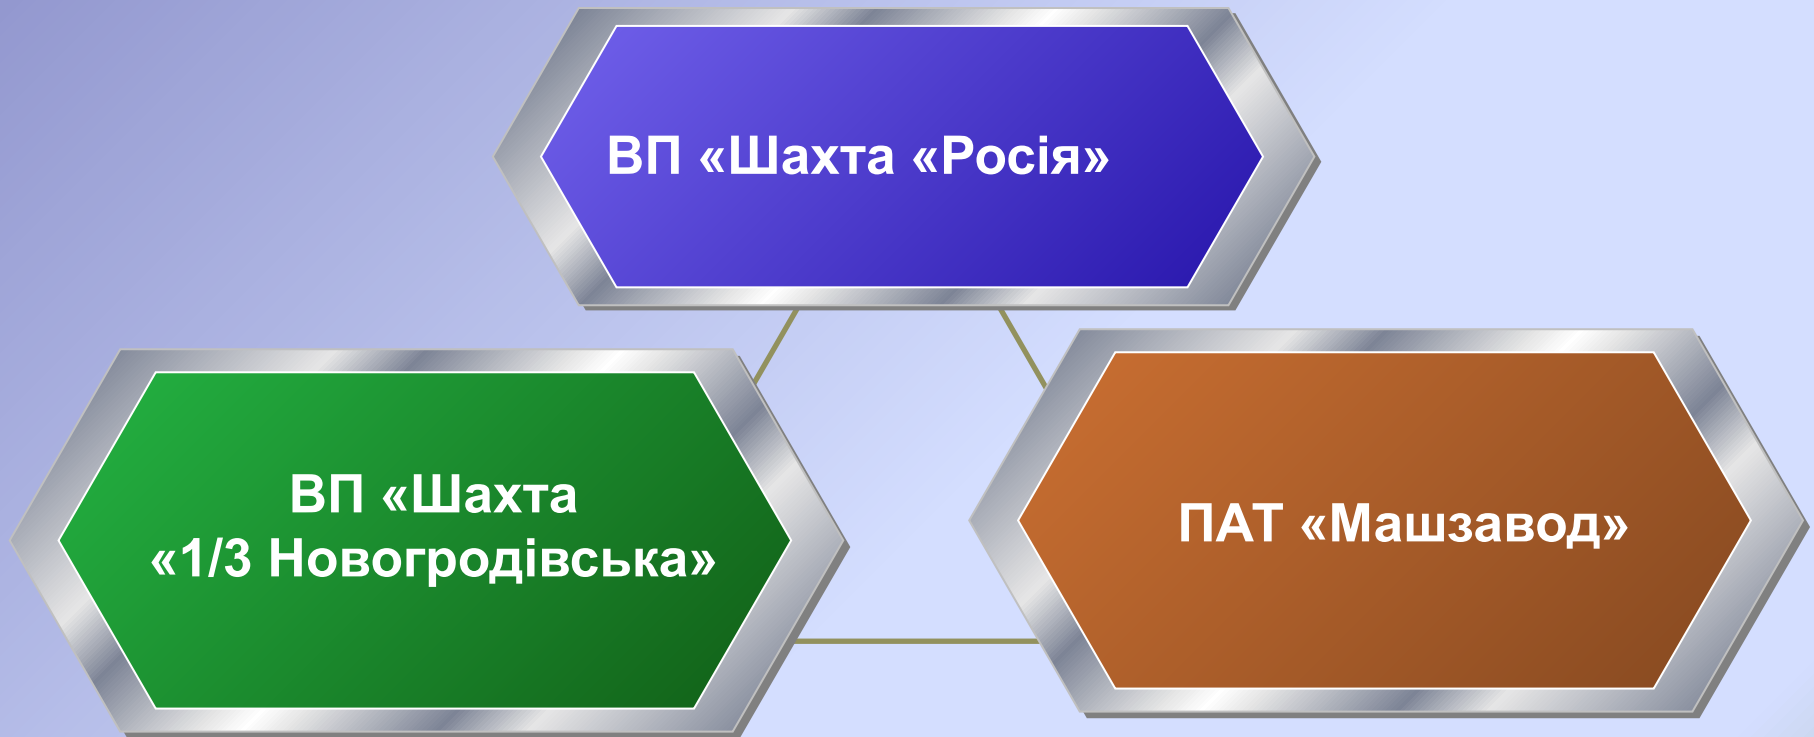 ВП «Шахта «Росія»
ВП «Шахта
«1/3 Новогродівська»
ПАТ «Машзавод»